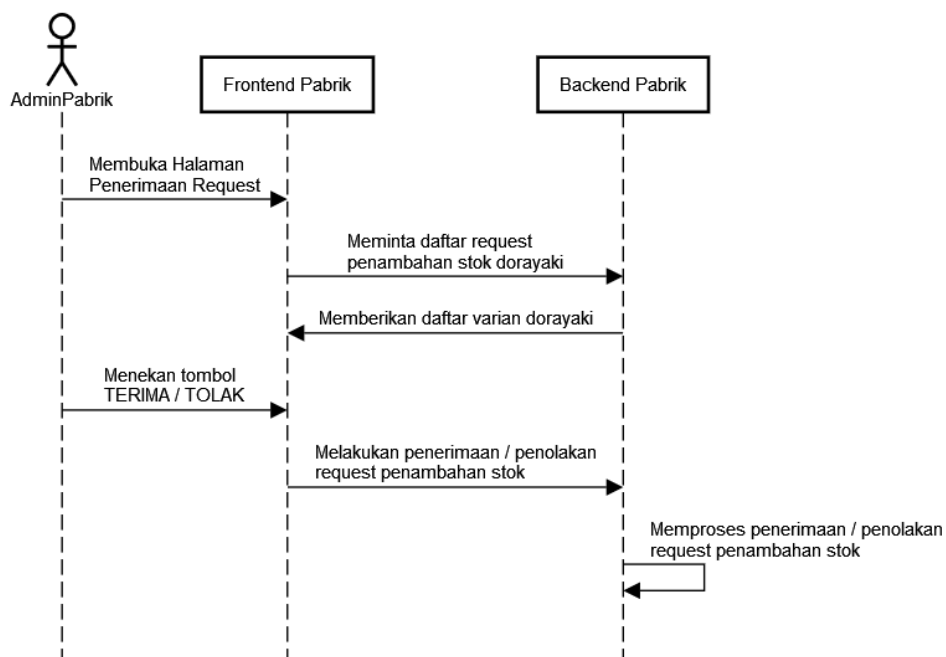 AdminPabrik
Frontend Pabrik
Backend Pabrik
Membuka Halaman
Penerimaan Request
Meminta daftar request
penambahan stok dorayaki
Memberikan daftar varian dorayaki
Menekan tombol
TERIMA / TOLAK
Melakukan penerimaan / penolakan
request penambahan stok
Memproses penerimaan / penolakan
request penambahan stok